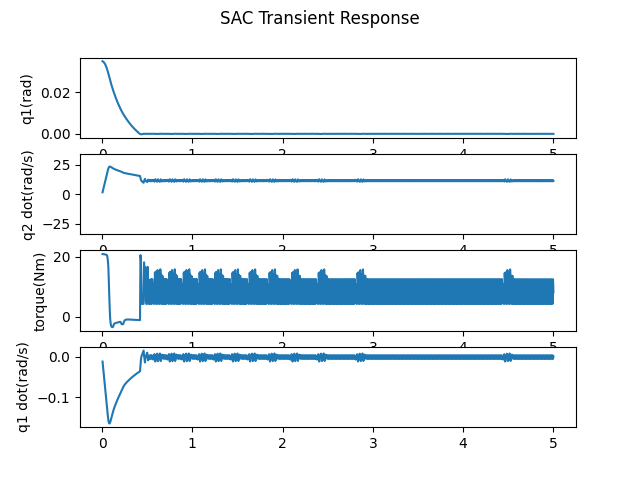 SAC Transient Response
q1(rad)
0.02
0.00
0 1 2 3 4 5
q2 dot(rad/s)
25
0
−25
0 1 2 3 4 5
torque(Nm)
20
0
0 1 2 3 4 5
q1 dot(rad/s)
0.0
−0.1
0 1 2 3 4 5